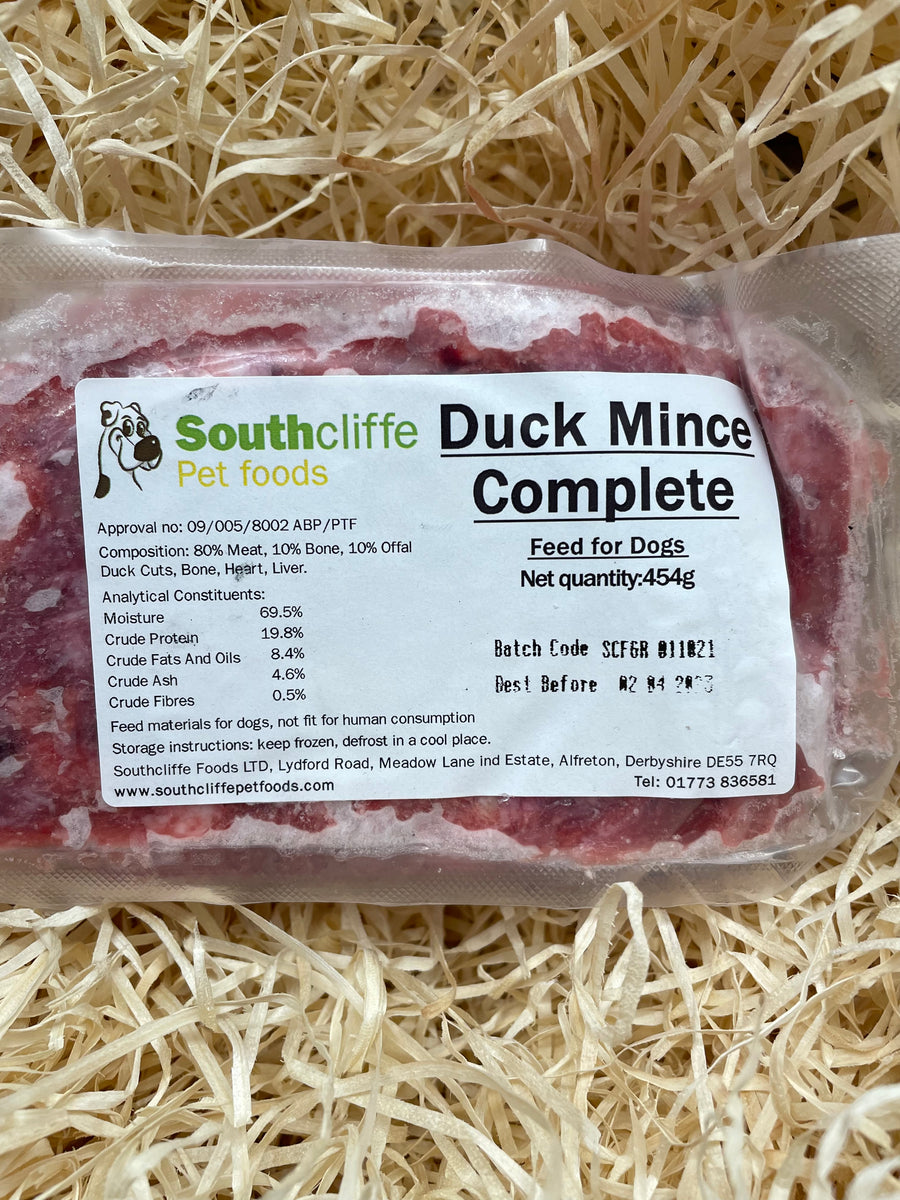 Southcliffe
Pet foods
Duck Mince
Complete
Feed for Dogs
Net quantity:454g
Approval no: 09/005/8002 ABP/PTF
Composition: 80% Meat, 10% Bone, 10% Offal
Duck Cuts, Bone, Heart, Liver.
Analytical Constituents:
Moisture 69.5%
Crude Protein 19.8%
Crude Fats And Oils 8.4%
Crude Ash 4.6%
Crude Fibres 0.5%
Batch Code SCF&R 011021
Best Before 02 04
Feed materials for dogs, not fit for human consumption
Storage instructions: keep frozen, defrost in a cool place.
Southcliffe Foods LTD, Lydford Road, Meadow Lane ind Estate, Alfreton, Derbyshire DE55 7RQ
www.southcliffepetfoods.com Tel: 01773 836581